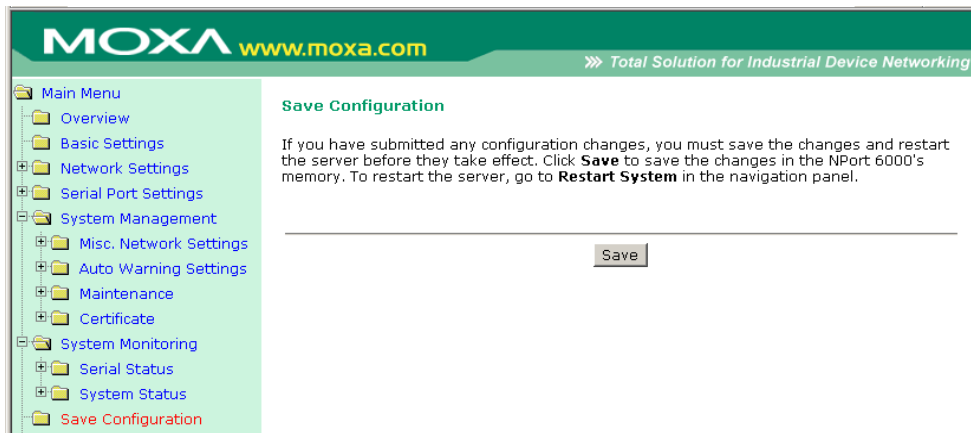 MOXA www.moxa.com
Total Solution for Industrial Device Networking
Main Menu
Overview
Basic Settings
Network Settings
Serial Port Settings
System Management
Misc. Network Settings
Auto Warning Settings
Maintenance
Certificate
System Monitoring
Serial Status
System Status
Save Configuration
Save Configuration
If you have submitted any configuration changes, you must save the changes and restart
the server before they take effect. Click Save to save the changes in the NPort 6000's
memory. To restart the server, go to Restart System in the navigation panel.
Save